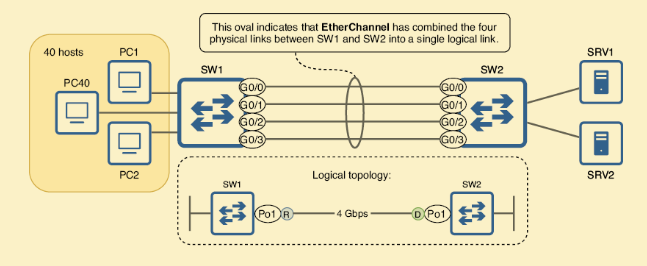 This oval indicates that EtherChannel has combined the four
physical links between SW1 and SW2 into a single logical link.
40 hosts
PC1
PC40
PC2
SW1
G0/0
G0/1
G0/2
G0/3
SW2
G0/0
G0/1
G0/2
G0/3
SRV1
SRV2
Logical topology:
SW1
Po1
R
4 Gbps
D
Po1
SW2